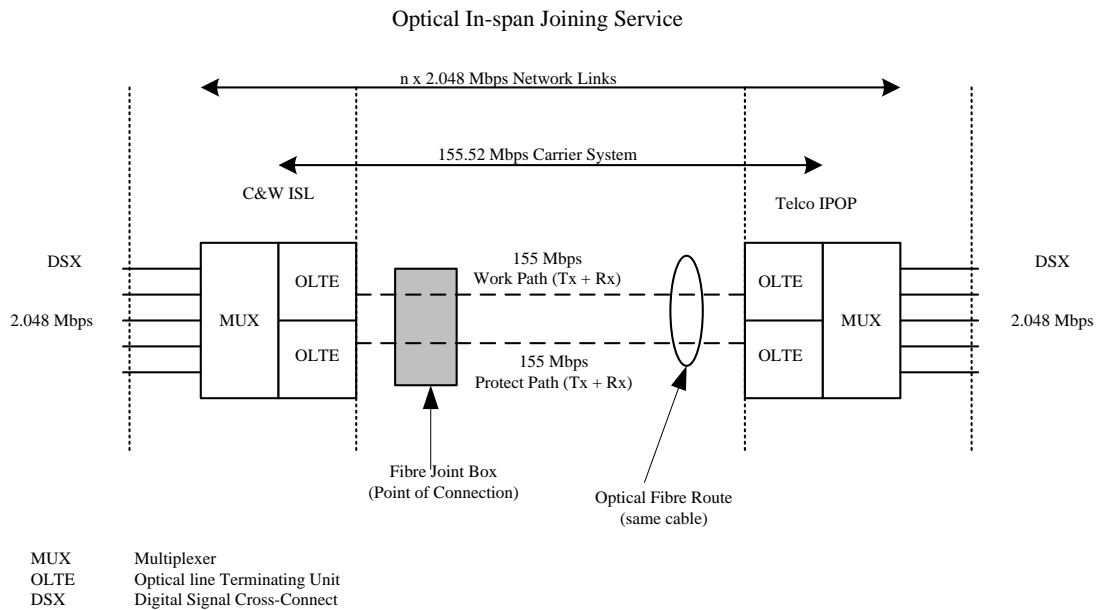 Optical In-span Joining Service
n x 2.048 Mbps Network Links
155.52 Mbps Carrier System
C&W ISL
Telco IPOP
DSX
2.048 Mbps
MUX
OLTE
OLTE
155 Mbps
Work Path (Tx + Rx)
155 Mbps
Protect Path (Tx + Rx)
OLTE
OLTE
MUX
DSX
2.048 Mbps
Fibre Joint Box
(Point of Connection)
Optical Fibre Route
(same cable)
MUX Multiplexer
OLTE Optical line Terminating Unit
DSX Digital Signal Cross-Connect